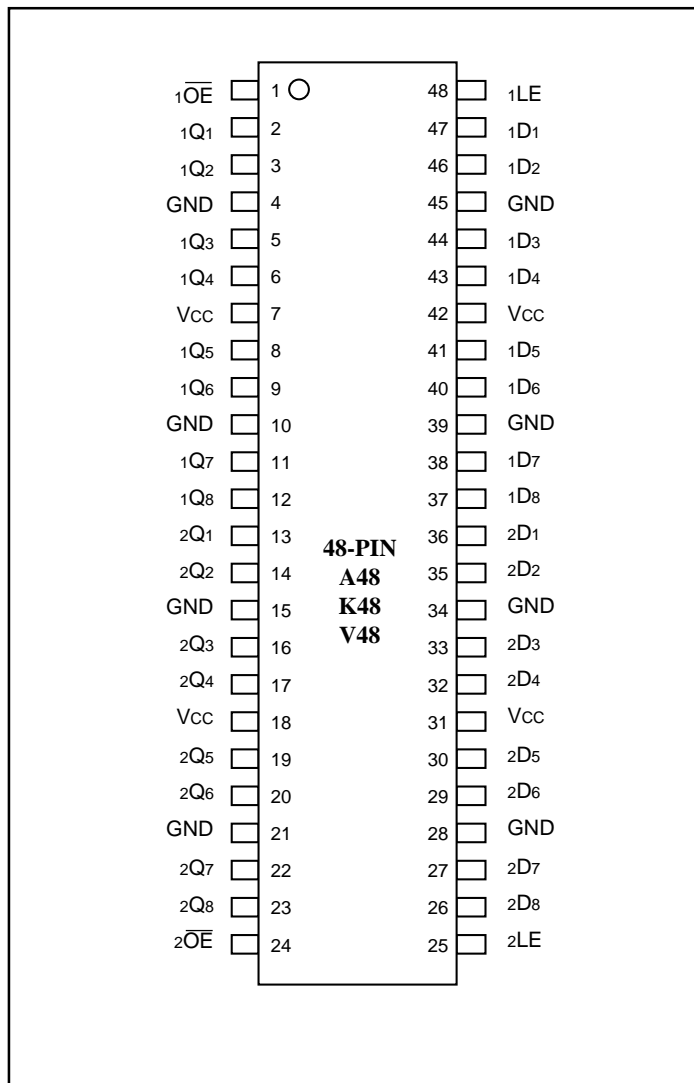 1O̅E̅ 1 48 1LE
1Q1 2 47 1D1
1Q2 3 46 1D2
GND 4 45 GND
1Q3 5 44 1D3
1Q4 6 43 1D4
VCC 7 42 VCC
1Q5 8 41 1D5
1Q6 9 40 1D6
GND 10 39 GND
1Q7 11 38 1D7
1Q8 12 37 1D8
2Q1 13 36 2D1
48-PIN
2Q2 14 35 2D2
A48
GND 15 34 GND
K48
V48
2Q3 16 33 2D3
2Q4 17 32 2D4
VCC 18 31 VCC
2Q5 19 30 2D5
2Q6 20 29 2D6
GND 21 28 GND
2Q7 22 27 2D7
2Q8 23 26 2D8
2O̅E̅ 24 25 2LE